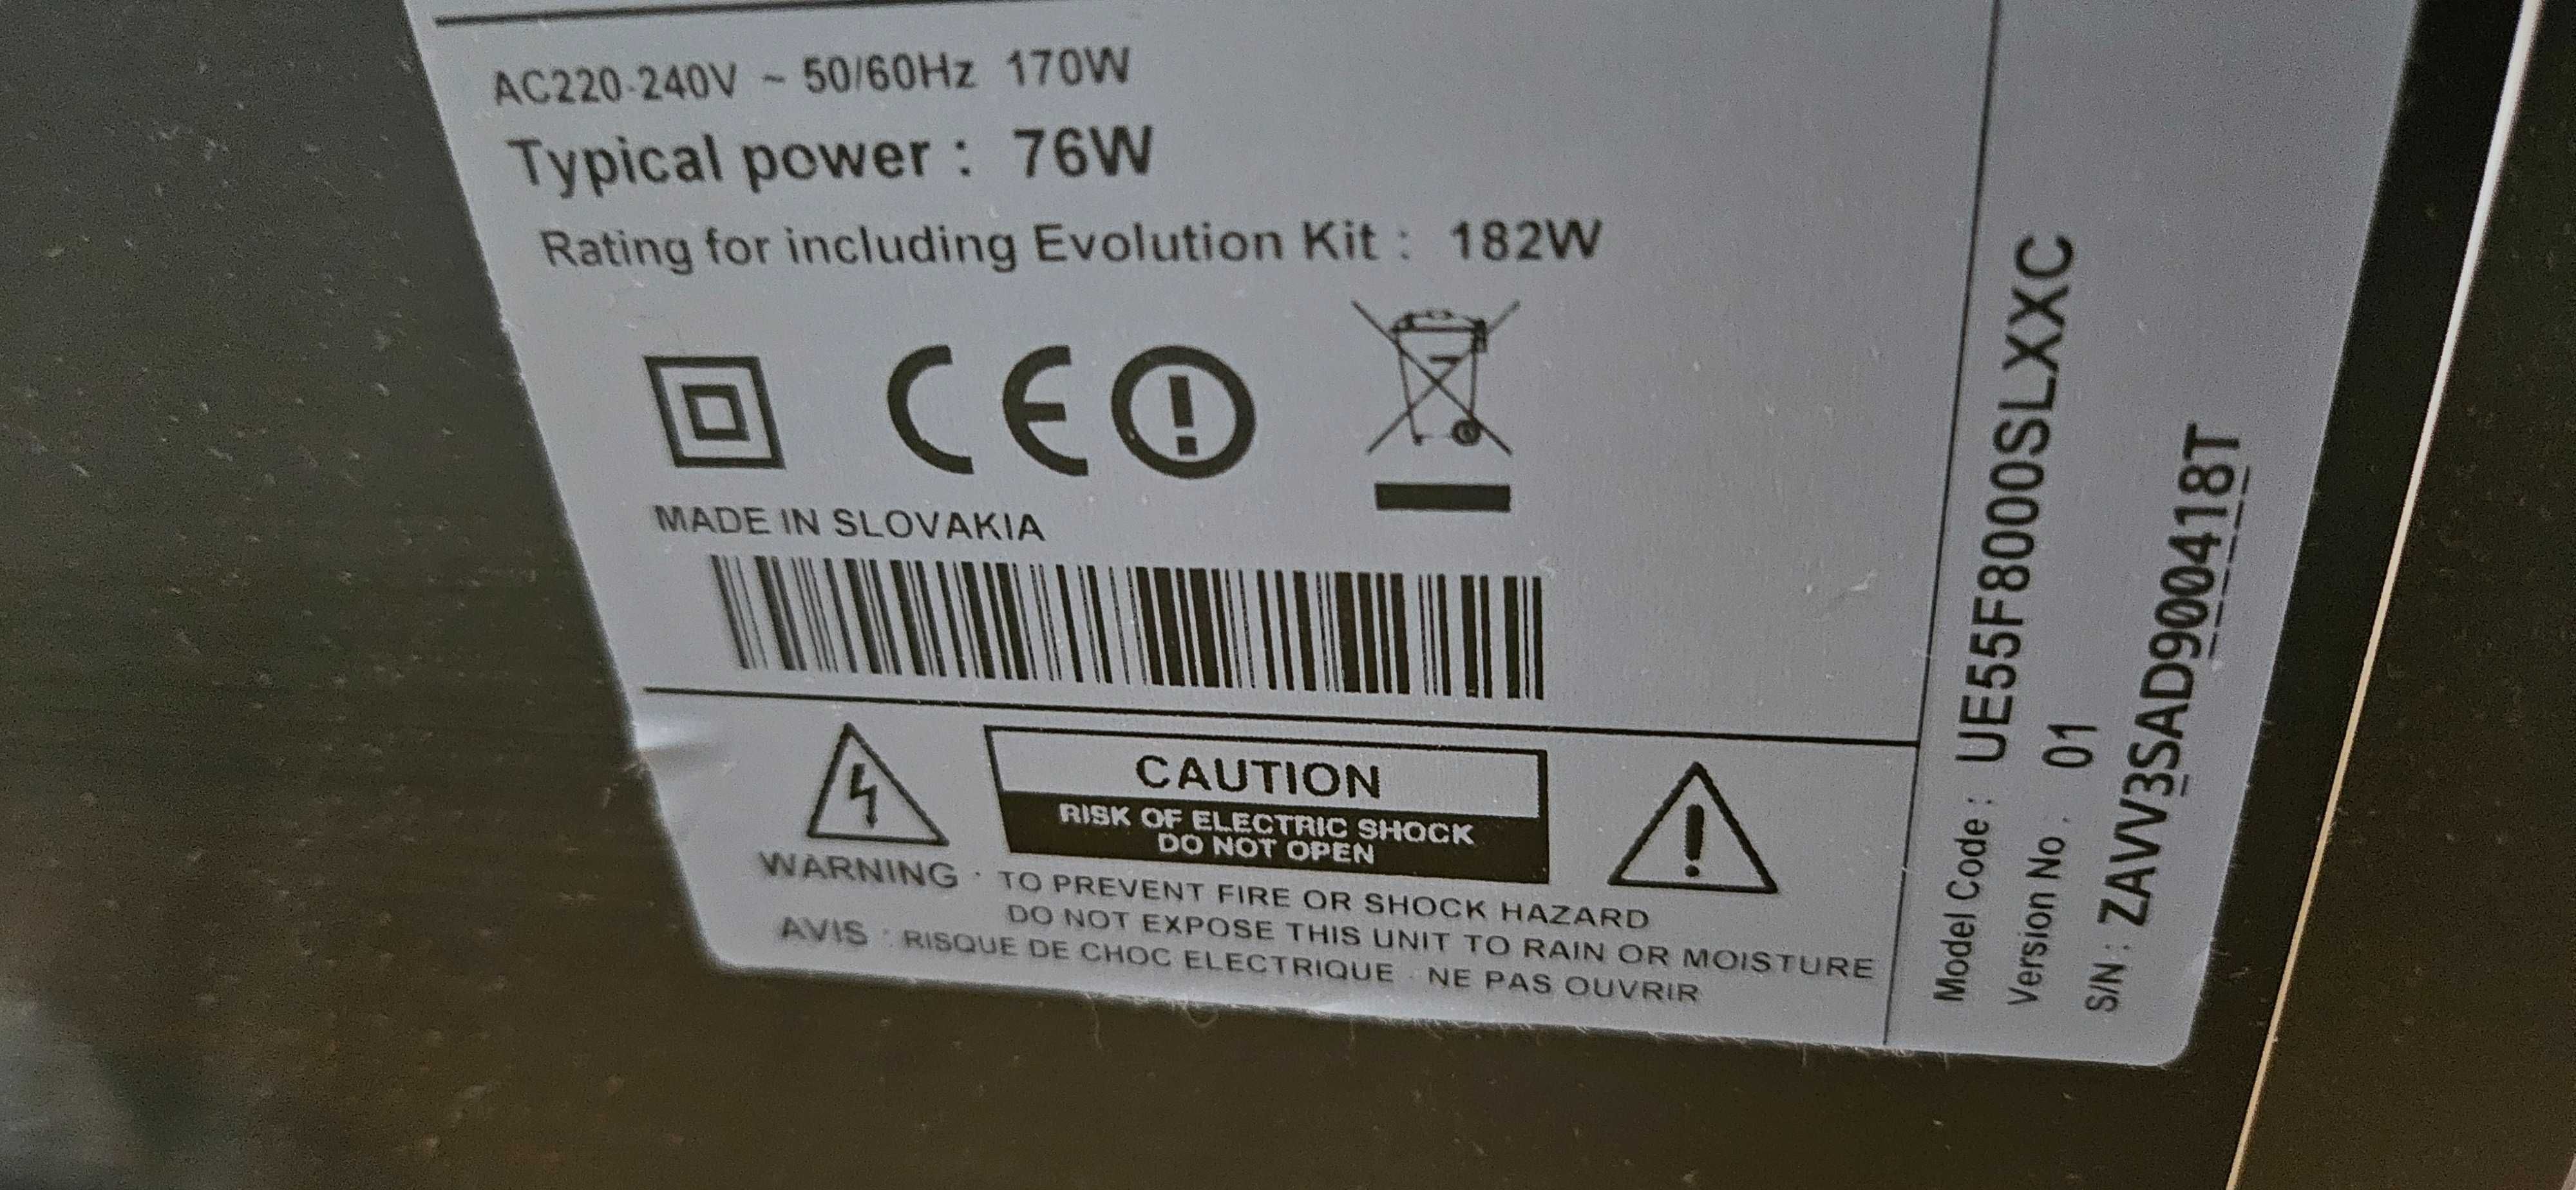 AC220-240V ~ 50/60Hz 170W
Typical power : 76W
Rating for including Evolution Kit : 182W
CE
MADE IN SLOVAKIA
CAUTION
RISK OF ELECTRIC SHOCK
DO NOT OPEN
WARNING : TO PREVENT FIRE OR SHOCK HAZARD
DO NOT EXPOSE THIS UNIT TO RAIN OR MOISTURE
AVIS : RISQUE DE CHOC ELECTRIQUE - NE PAS OUVRIR
Model Code : UE55F8000SLXXC
Version No. 01
S/N : ZAVV3SAD900418T